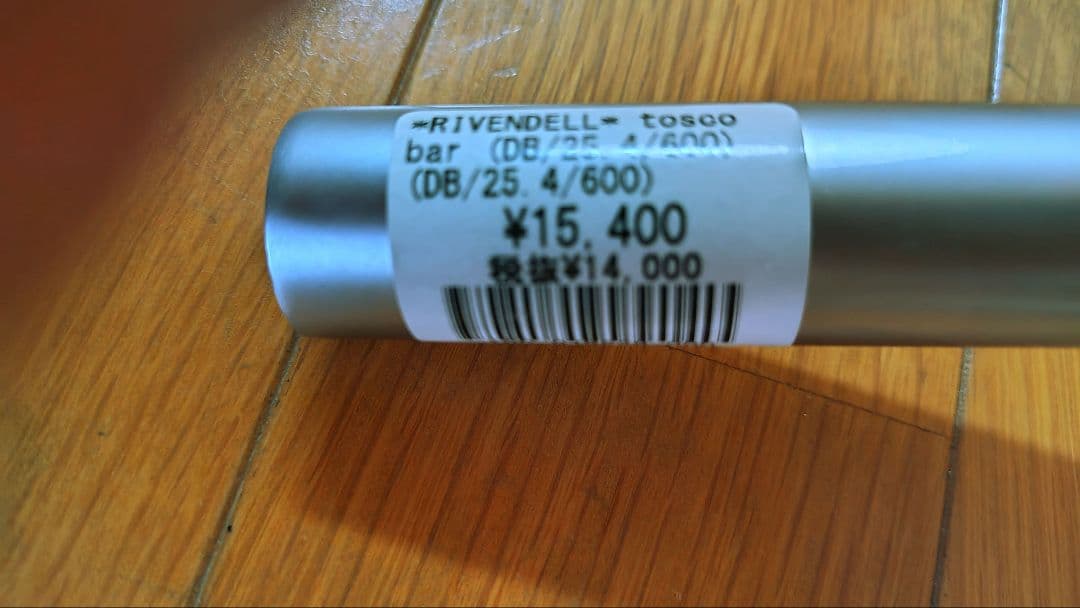 *RIVENDELL* tosco
bar (DB/25.4/600)
(DB/25.4/600)
¥15,400
税抜¥14,000